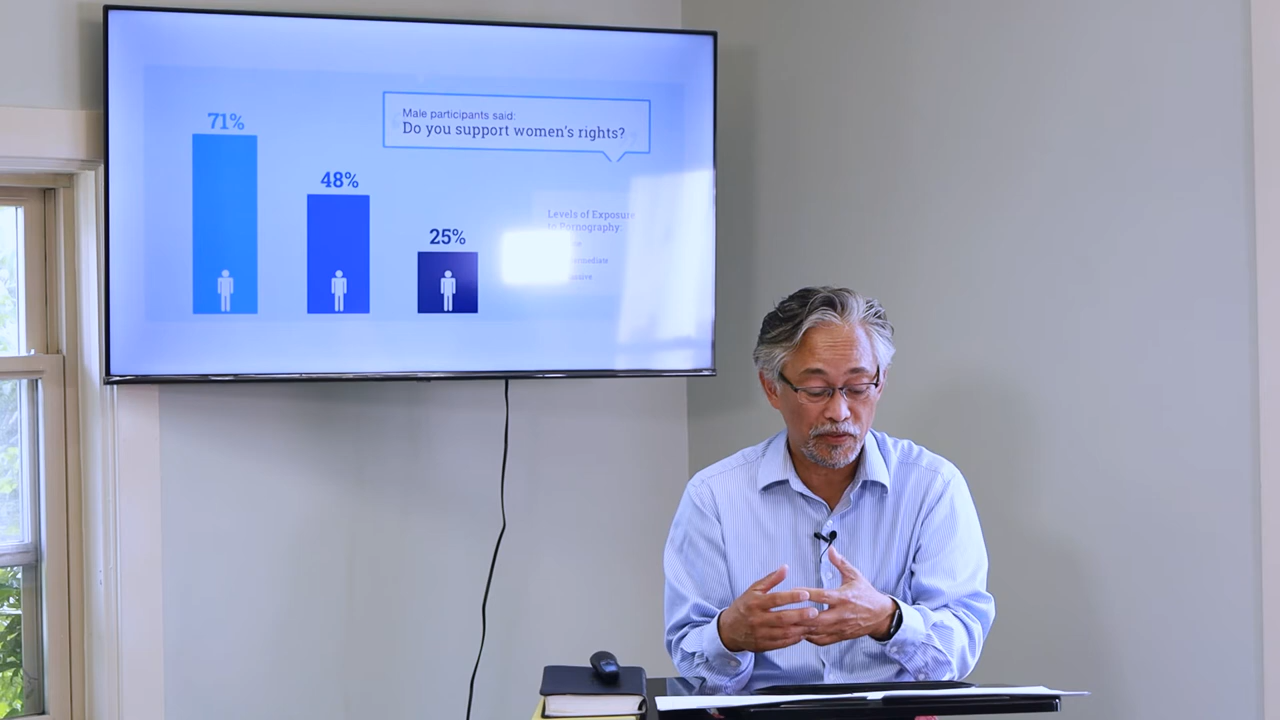 71%
48%
25%
Male participants said:
Do you support women's rights?
Levels of Exposure
to Pornography